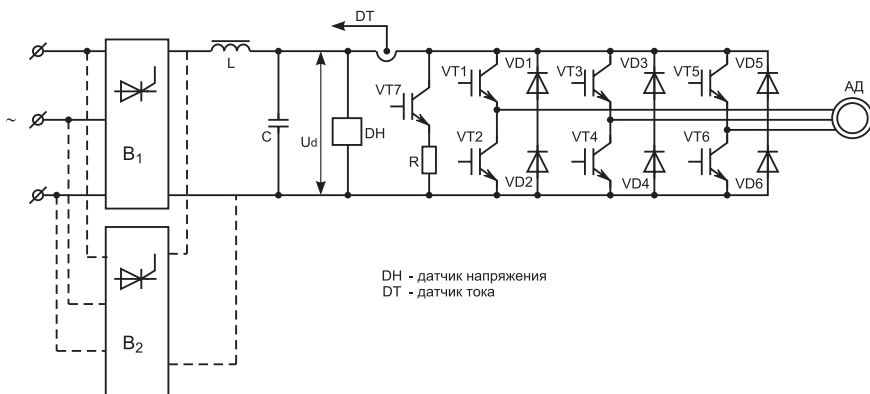 DT
L
VT7
VT1
VD1
VT3
VD3
VT5
VD5
АД
~
B1
C
Ud
DH
R
VT2
VD2
VT4
VD4
VT6
VD6
B2
DH - датчик напряжения
DT - датчик тока